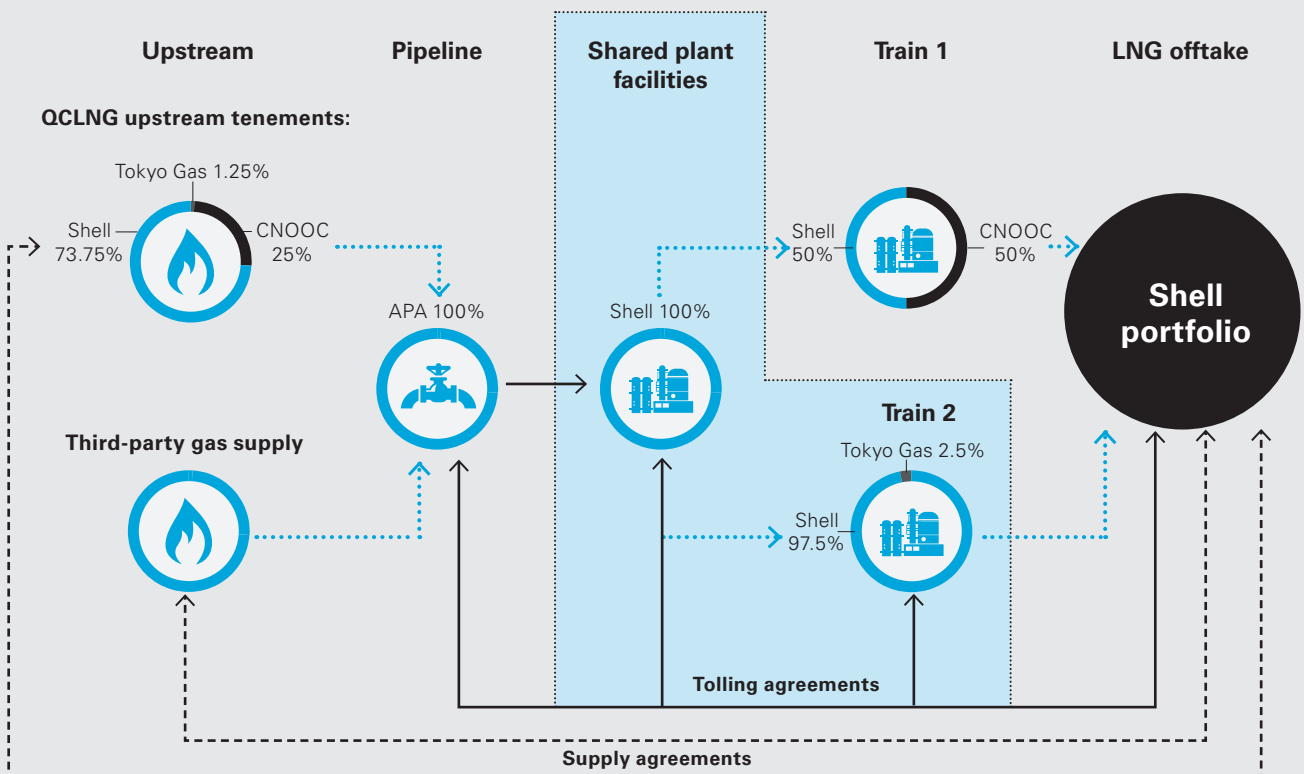 Upstream
Pipeline
Shared plant
facilities
Train 1
LNG offtake
QCLNG upstream tenements:
Tokyo Gas 1.25%
Shell
73.75%
CNOOC
25%
APA 100%
Shell 100%
Shell
50%
CNOOC
50%
Shell
portfolio
Third-party gas supply
Train 2
Tokyo Gas 2.5%
Shell
97.5%
Tolling agreements
Supply agreements